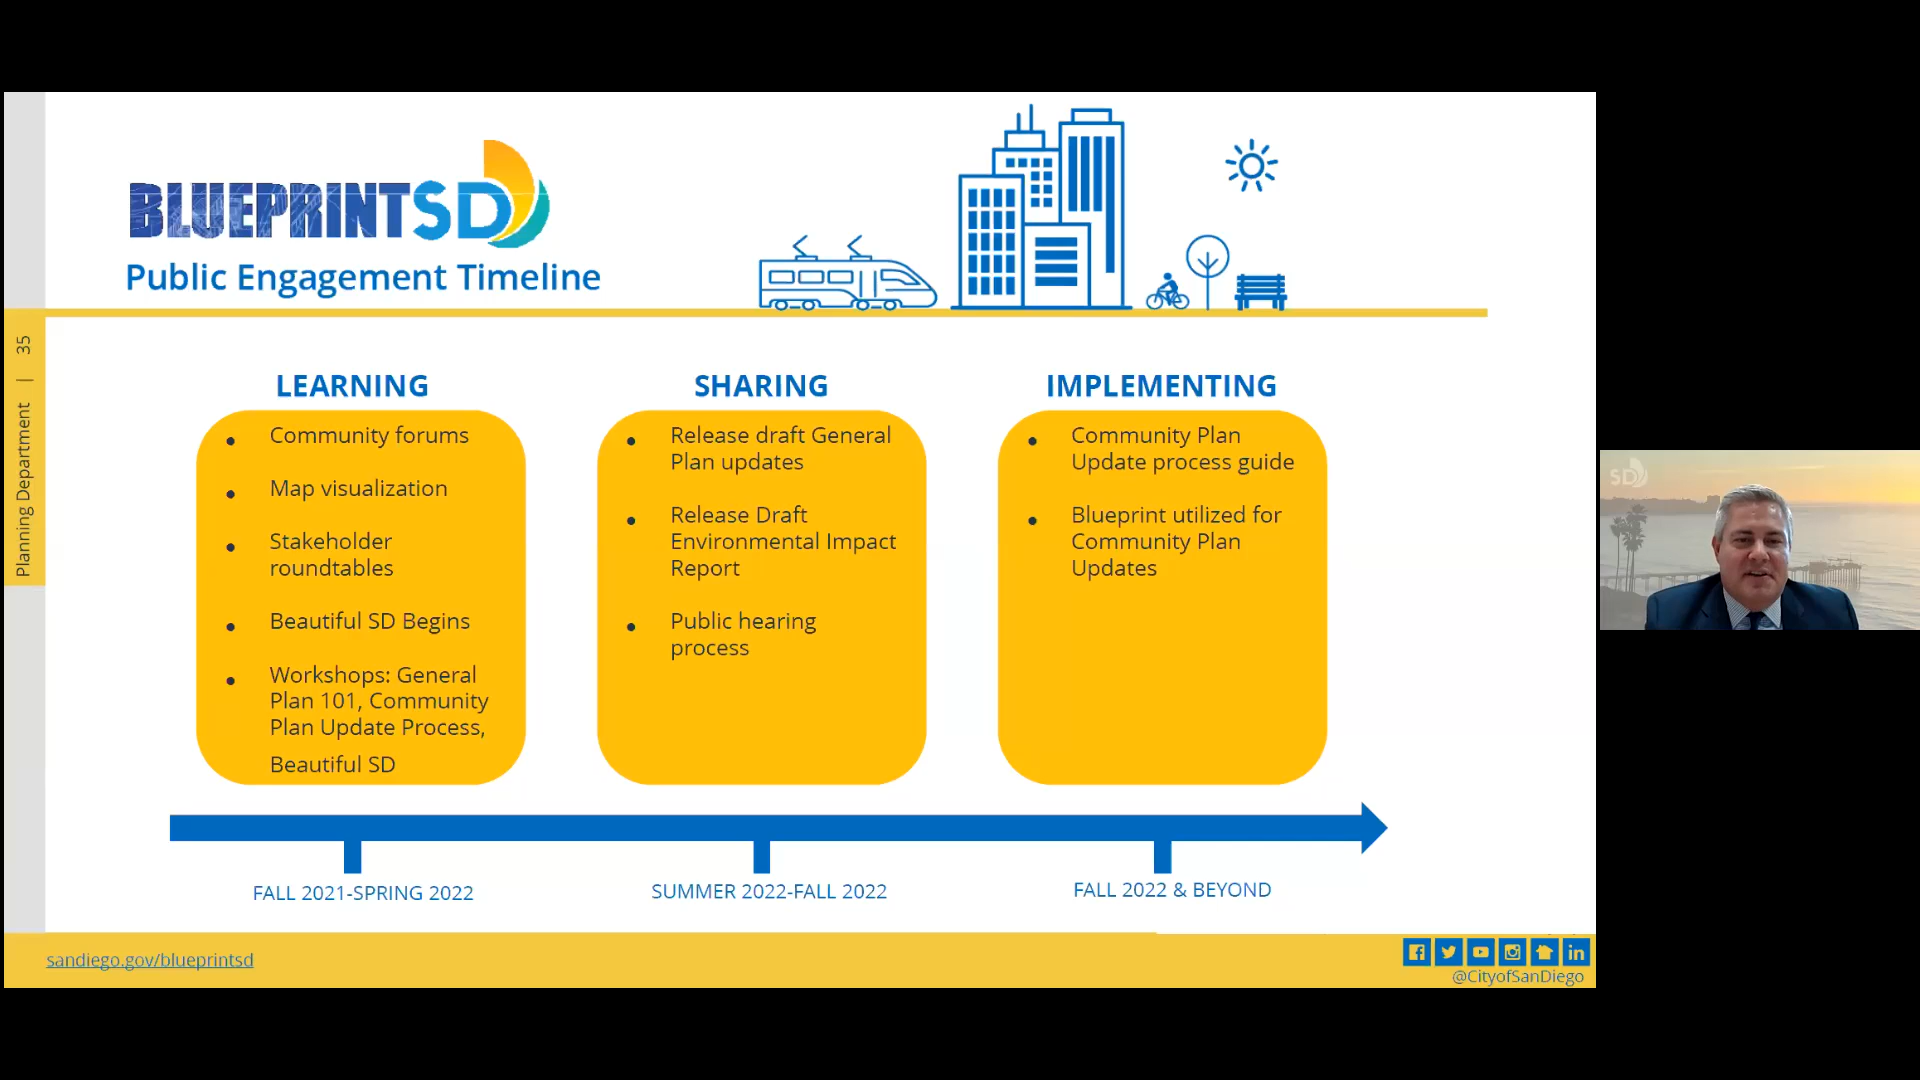 BLUEPRINTSD
Public Engagement Timeline
Planning Department | 35
LEARNING
• Community forums
• Map visualization
• Stakeholder
roundtables
• Beautiful SD Begins
• Workshops: General
Plan 101, Community
Plan Update Process,
Beautiful SD
SHARING
• Release draft General
Plan updates
• Release Draft
Environmental Impact
Report
• Public hearing
process
IMPLEMENTING
• Community Plan
Update process guide
• Blueprint utilized for
Community Plan
Updates
FALL 2021-SPRING 2022
SUMMER 2022-FALL 2022
FALL 2022 & BEYOND
sandiego.gov/blueprintsd
@CityofSanDiego
SD